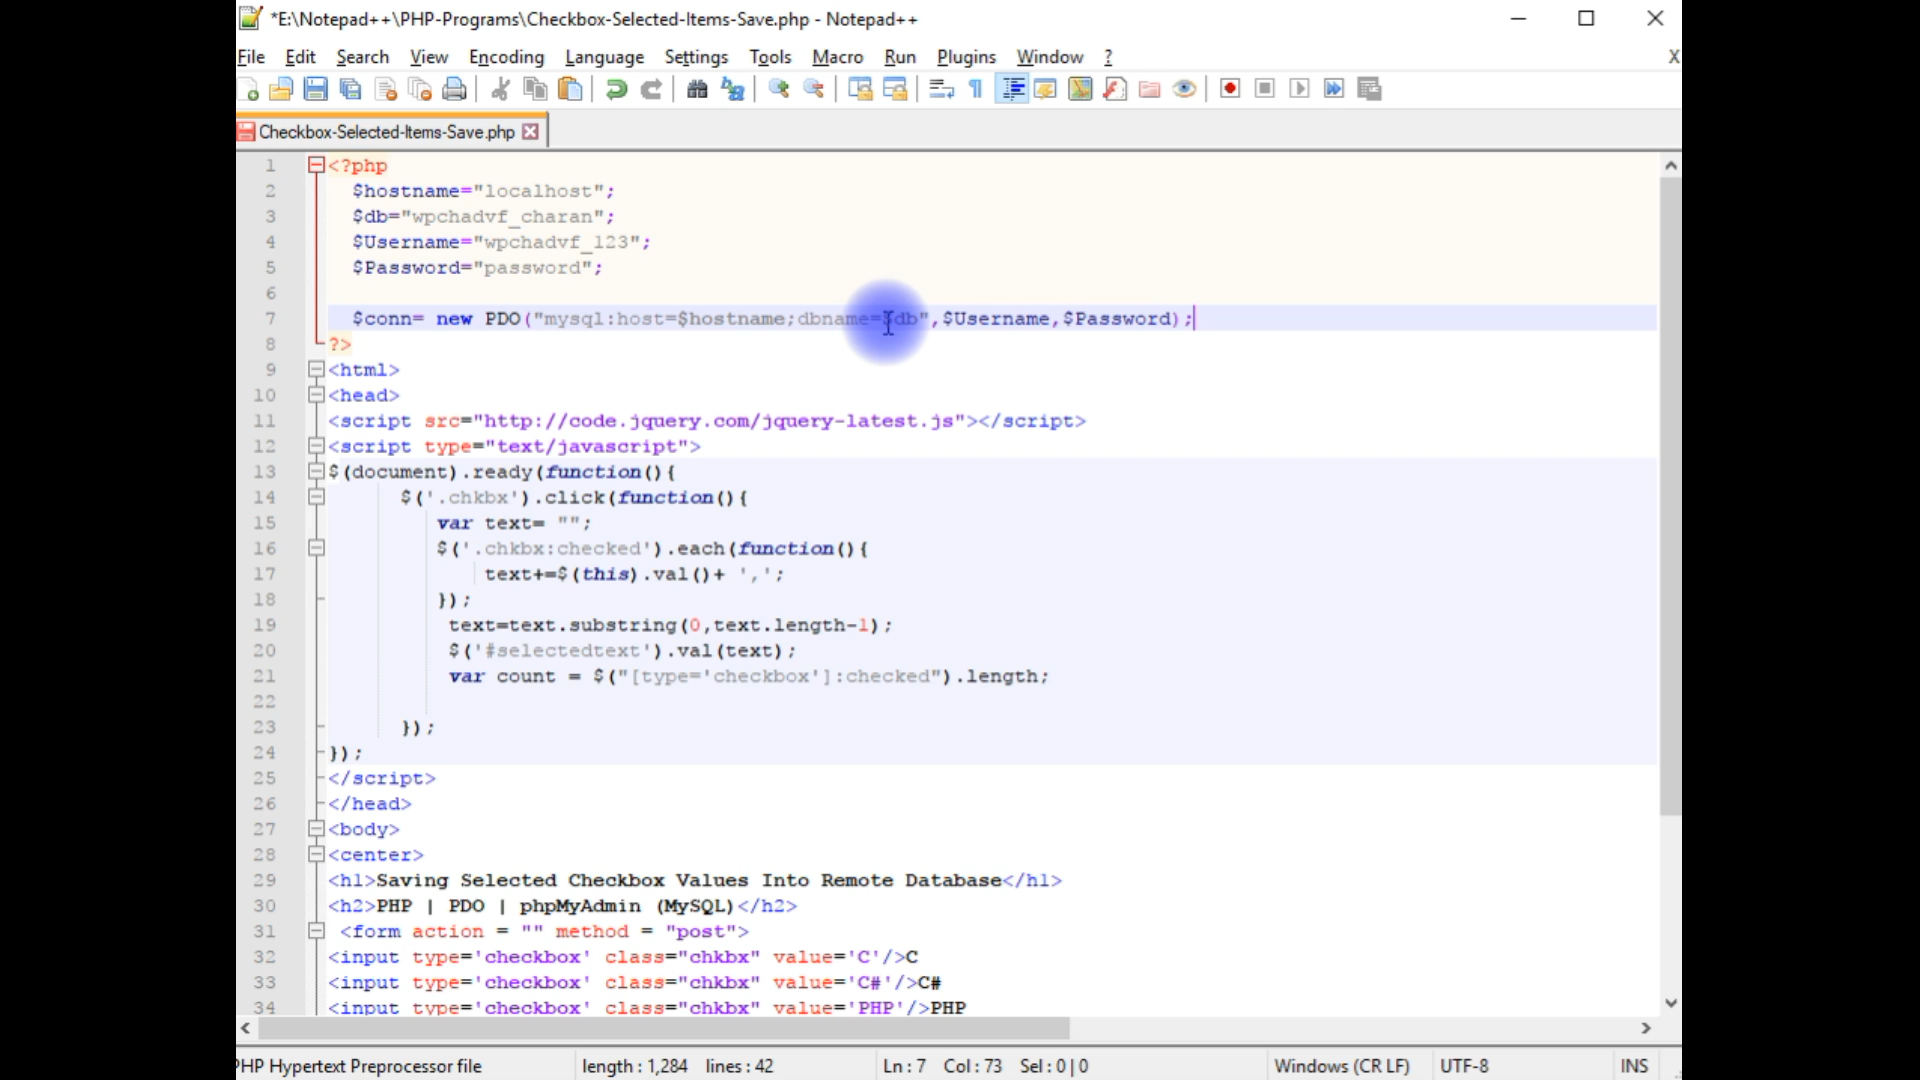 *E:\Notepad++\PHP-Programs\Checkbox-Selected-Items-Save.php - Notepad++
File Edit Search View Encoding Language Settings Tools Macro Run Plugins Window ? X
Checkbox-Selected-Items-Save.php
1 <?php
2 $hostname="localhost";
3 $db="wpchadvf_charan";
4 $Username="wpchadvf_123";
5 $Password="password";
6
7 $conn= new PDO("mysql:host=$hostname;dbname=$db",$Username,$Password);
8 ?>
9 <html>
10 <head>
11 <script src="http://code.jquery.com/jquery-latest.js"></script>
12 <script type="text/javascript">
13 $(document).ready(function(){
14 $('.chkbx').click(function(){
15 var text= "";
16 $('.chkbx:checked').each(function(){
17 text+=$(this).val()+ ',';
18 });
19 text=text.substring(0,text.length-1);
20 $('#selectedtext').val(text);
21 var count = $("[type='checkbox']:checked").length;
22
23 });
24 });
25 </script>
26 </head>
27 <body>
28 <center>
29 <h1>Saving Selected Checkbox Values Into Remote Database</h1>
30 <h2>PHP | PDO | phpMyAdmin (MySQL)</h2>
31 <form action = "" method = "post">
32 <input type='checkbox' class="chkbx" value='C'/>C
33 <input type='checkbox' class="chkbx" value='C#'/>C#
34 <input type='checkbox' class="chkbx" value='PHP'/>PHP
PHP Hypertext Preprocessor file length : 1,284 lines : 42 Ln : 7 Col : 73 Sel : 0 | 0 Windows (CR LF) UTF-8 INS